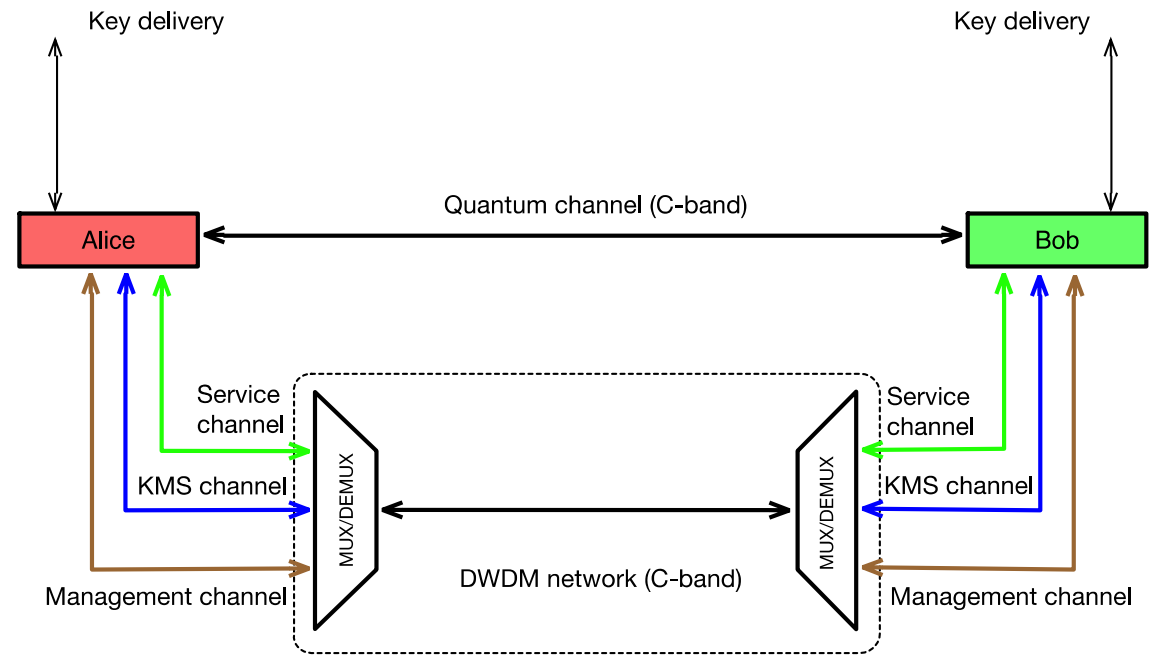 Key delivery
Key delivery
Quantum channel (C-band)
Alice
Bob
Service
channel
Service
channel
KMS channel
KMS channel
MUX/DEMUX
MUX/DEMUX
DWDM network (C-band)
Management channel
Management channel